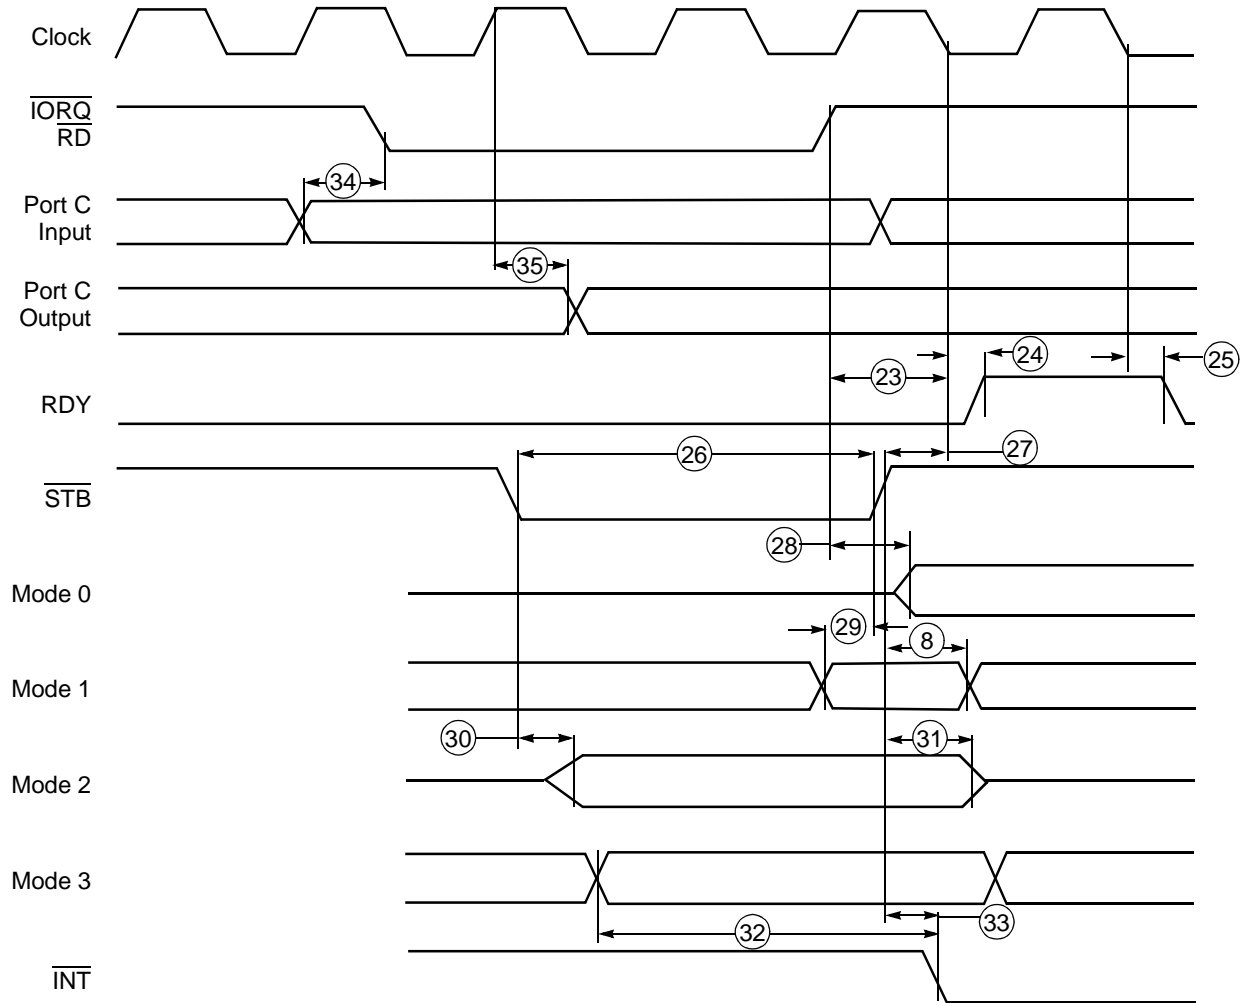 Clock
IORQ
RD
34
Port C
Input
35
Port C
Output
24
25
23
RDY
26
27
STB
28
Mode 0
29
8
Mode 1
30
31
Mode 2
Mode 3
32
33
INT